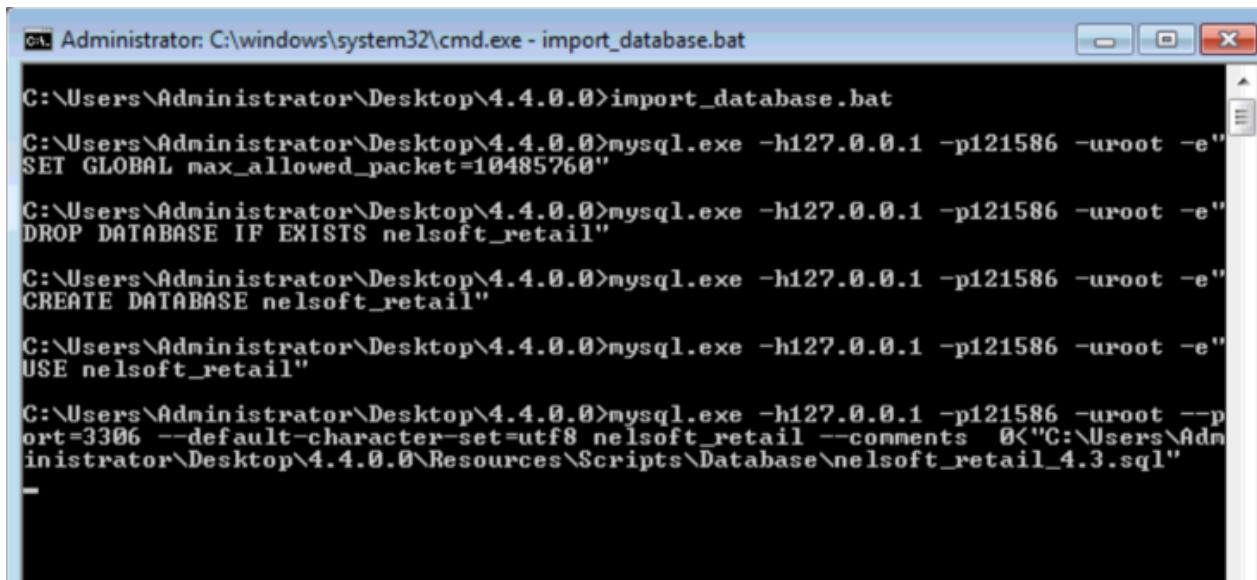 Administrator: C:\windows\system32\cmd.exe - import_database.bat
C:\Users\Administrator\Desktop\4.4.0.0>import_database.bat
C:\Users\Administrator\Desktop\4.4.0.0>mysql.exe -h127.0.0.1 -p121586 -uroot -e"
SET GLOBAL max_allowed_packet=10485760"
C:\Users\Administrator\Desktop\4.4.0.0>mysql.exe -h127.0.0.1 -p121586 -uroot -e"
DROP DATABASE IF EXISTS nelsoft_retail"
C:\Users\Administrator\Desktop\4.4.0.0>mysql.exe -h127.0.0.1 -p121586 -uroot -e"
CREATE DATABASE nelsoft_retail"
C:\Users\Administrator\Desktop\4.4.0.0>mysql.exe -h127.0.0.1 -p121586 -uroot -e"
USE nelsoft_retail"
C:\Users\Administrator\Desktop\4.4.0.0>mysql.exe -h127.0.0.1 -p121586 -uroot --p
ort=3306 --default-character-set=utf8 nelsoft_retail --comments  0<"C:\Users\Adm
inistrator\Desktop\4.4.0.0\Resources\Scripts\Database\nelsoft_retail_4.3.sql"